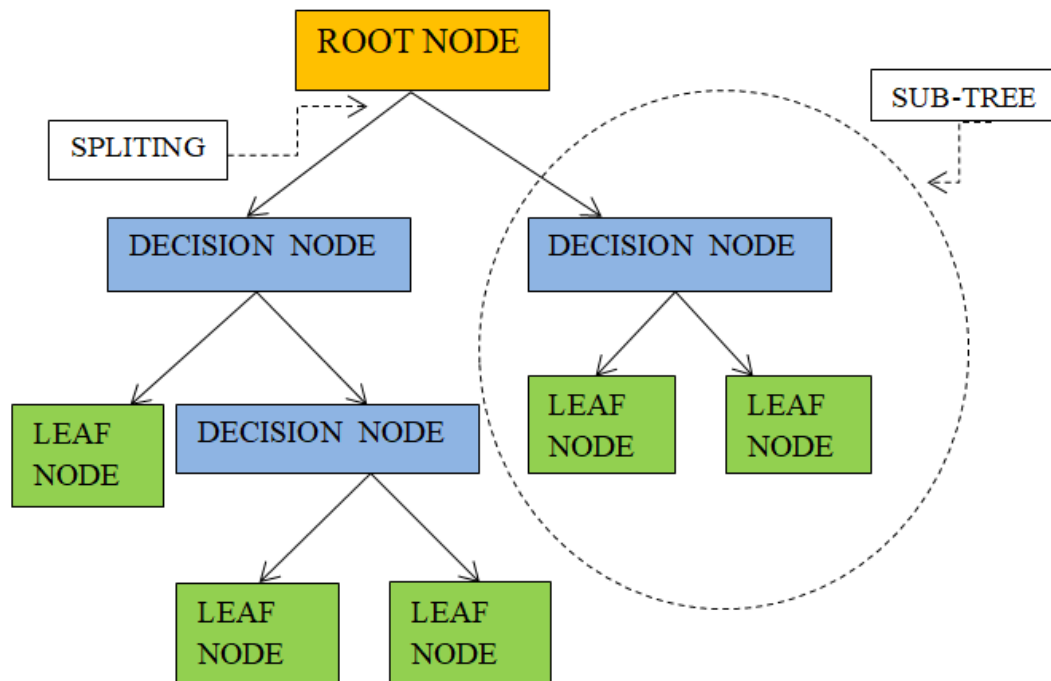 ROOT NODE
SUB-TREE
SPLITING
DECISION NODE
DECISION NODE
LEAF
NODE
DECISION NODE
LEAF
NODE
LEAF
NODE
LEAF
NODE
LEAF
NODE